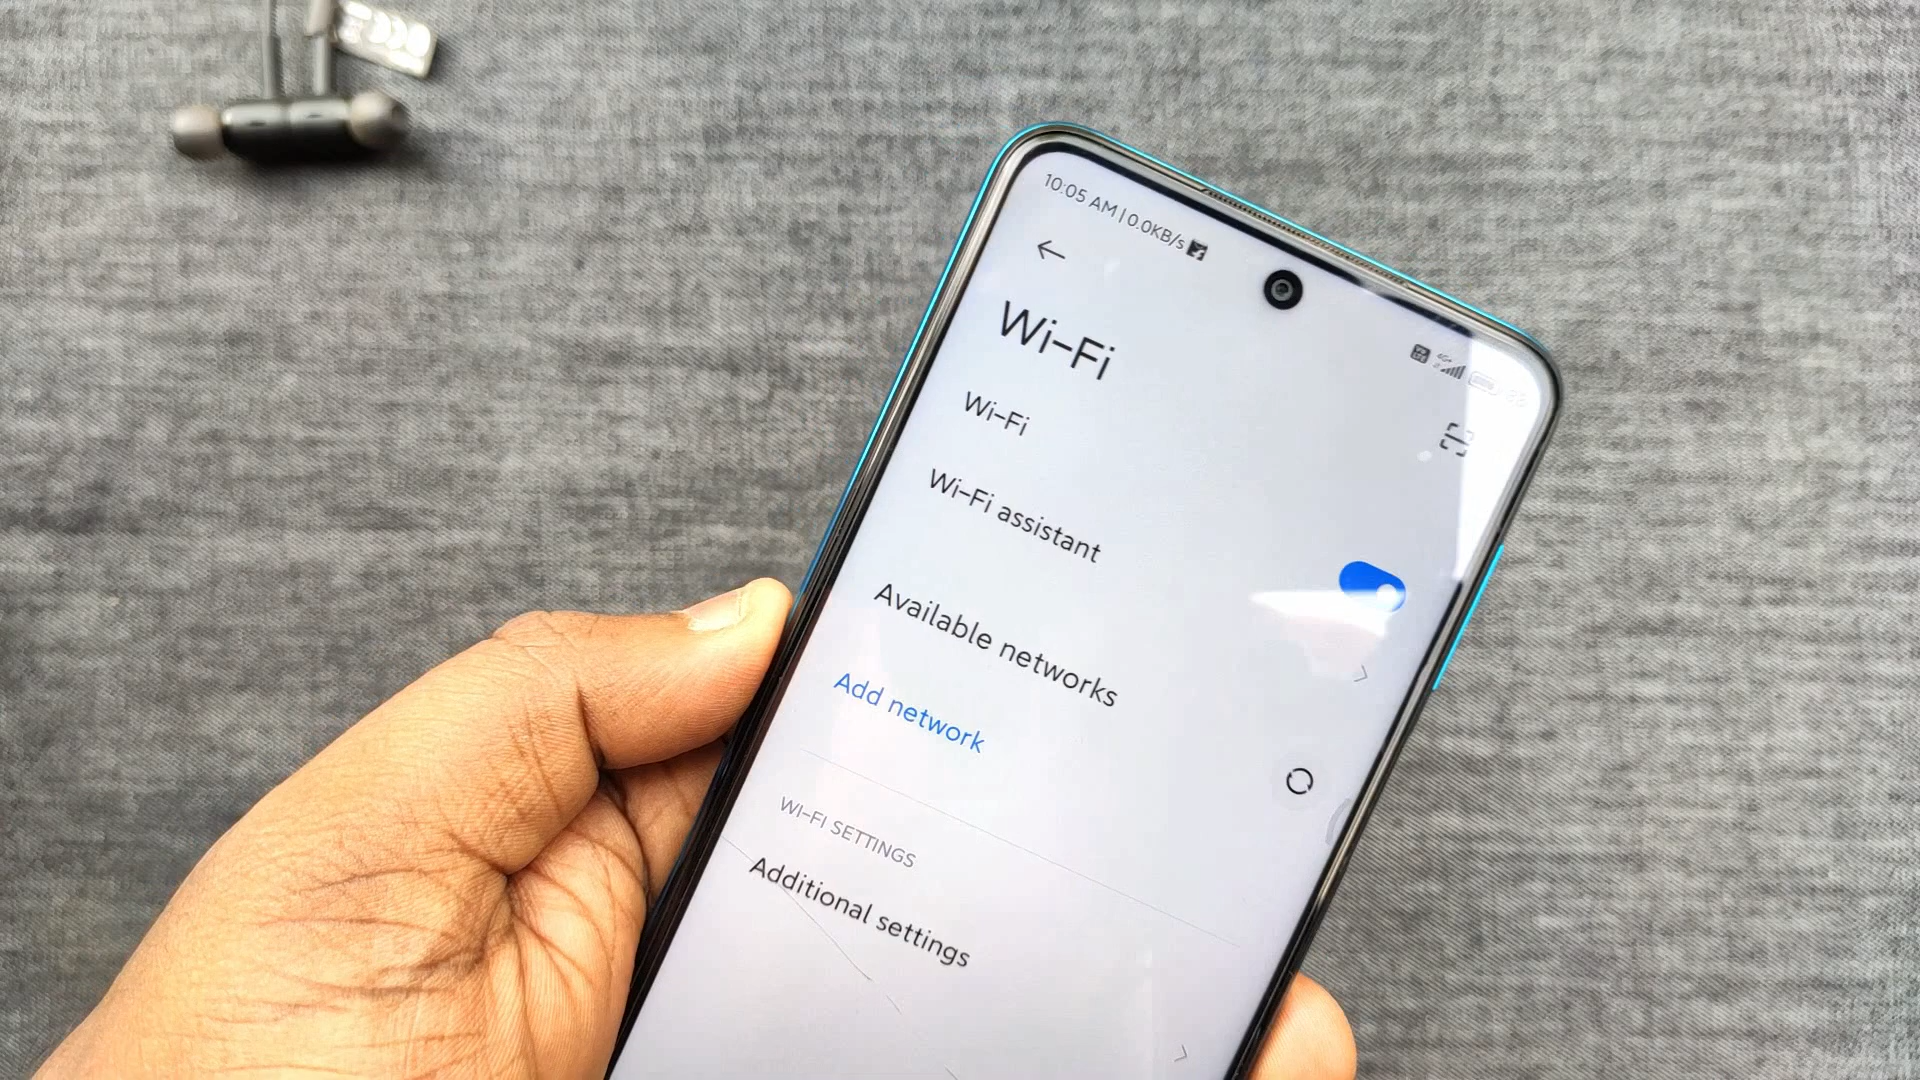 10:05 AM | 0.0KB/s
4G+
Wi-Fi
Wi-Fi
Wi-Fi assistant
Available networks
Add network
WI-FI SETTINGS
Additional settings